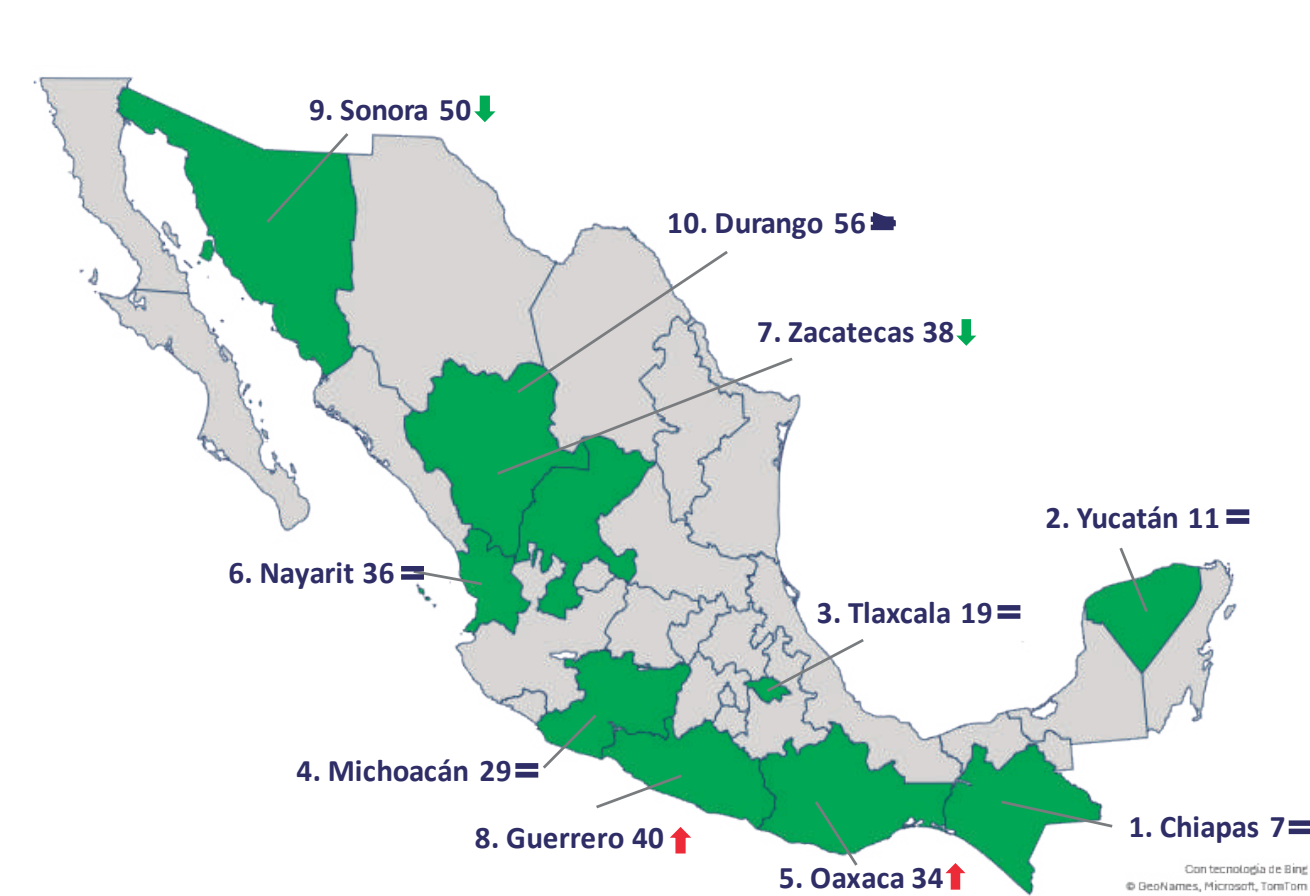 9. Sonora 50
10. Durango 56
7. Zacatecas 38
2. Yucatán 11 =
6. Nayarit 36 =
3. Tlaxcala 19 =
4. Michoacán 29 =
8. Guerrero 40
1. Chiapas 7 =
5. Oaxaca 34
Con tecnología de Bing
© GeoNames, Microsoft, TomTom